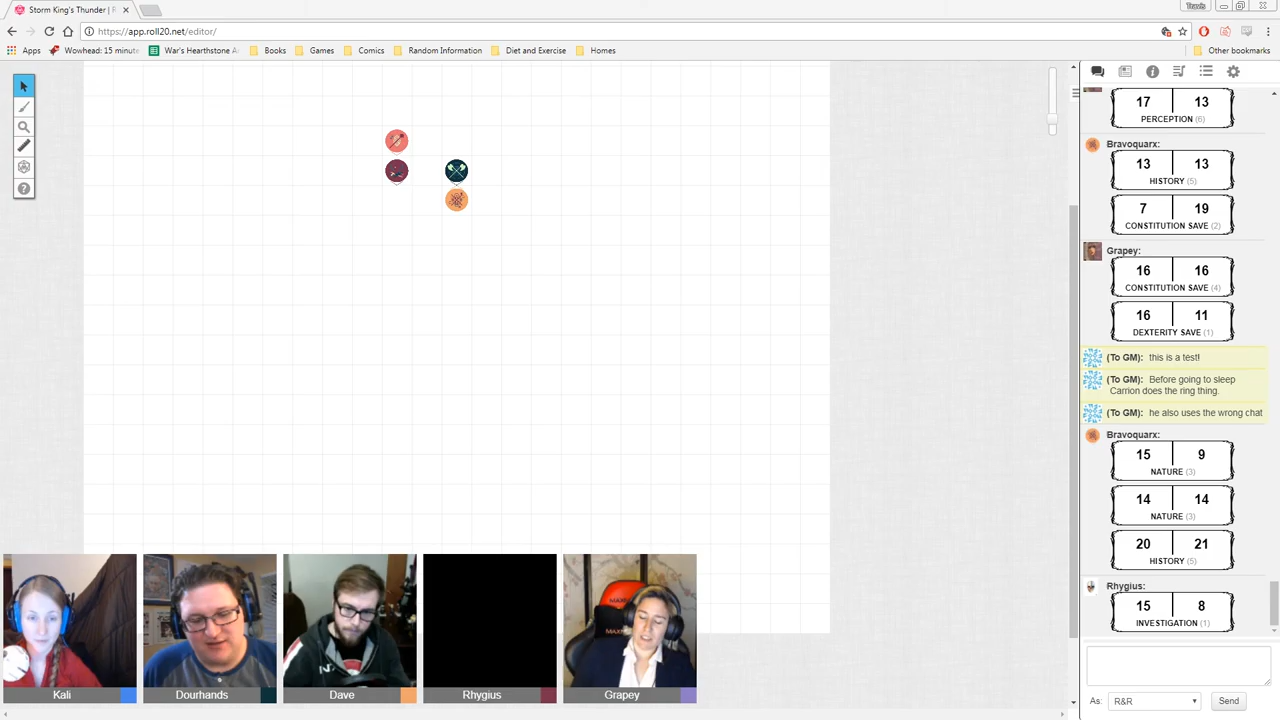 Storm King's Thunder | R
Travis
https://app.roll20.net/editor/
Apps
Wowhead: 15 minute
War's Hearthstone A
Books
Games
Comics
Random Information
Diet and Exercise
Homes
Other bookmarks
17 13
PERCEPTION (6)
Bravoquarx:
13 13
HISTORY (5)
7 19
CONSTITUTION SAVE (2)
Grapey:
16 16
CONSTITUTION SAVE (4)
16 11
DEXTERITY SAVE (1)
(To GM): this is a test!
(To GM): Before going to sleep
Carrion does the ring thing.
(To GM): he also uses the wrong chat
Bravoquarx:
15 9
NATURE (3)
14 14
NATURE (3)
20 21
HISTORY (5)
Rhygius:
15 8
INVESTIGATION (1)
As: R&R
Send
Kali
Dourhands
Dave
Rhygius
Grapey